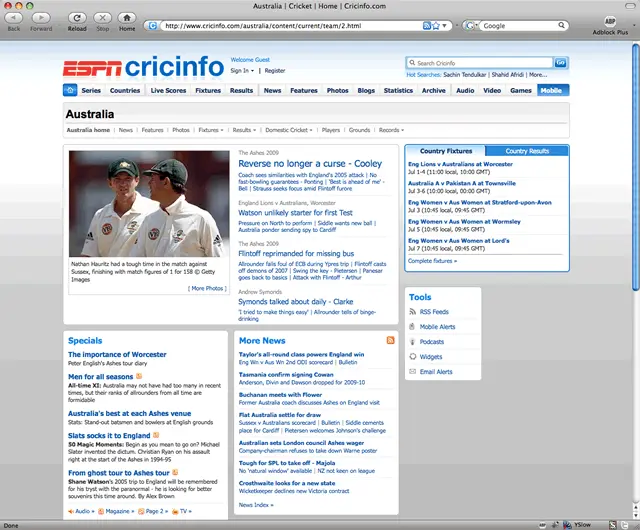 Australia | Cricket | Home | Cricinfo.com
Back Forward Reload Stop Home
http://www.cricinfo.com/australia/content/current/team/2.html
Google
Adblock Plus
ESPN cricinfo
Welcome Guest
Sign In | Register
Search Cricinfo
Go
Hot Searches: Sachin Tendulkar | Shahid Afridi | More...
Series Countries Live Scores Fixtures Results News Features Photos Blogs Statistics Archive Audio Video Games Mobile
Australia
Australia home | News | Features | Photos | Fixtures | Results | Domestic Cricket | Players | Grounds | Records
Nathan Hauritz had a tough time in the match against
Sussex, finishing with match figures of 1 for 158 © Getty
Images
[ More Photos ]
The Ashes 2009
Reverse no longer a curse - Cooley
Coach sees similarities with England's 2005 attack | No
fast-bowling guarantees - Ponting | 'Best is ahead of me' -
Bell | Strauss seeks focus amid Flintoff furore
England Lions v Australians, Worcester
Watson unlikely starter for first Test
Pressure on North to perform | Siddle wants new ball |
Australia ponder sending spy to Cardiff
The Ashes 2009
Flintoff reprimanded for missing bus
Allrounder falls foul of ECB during Ypres trip | Flintoff casts
off demons of 2007 | Swing the key - Pietersen | Panesar
goes back to basics | Attack with Flintoff - Arthur
Andrew Symonds
Symonds talked about daily - Clarke
'I tried to make things easy' | Allrounder tells of binge-
drinking
Country Fixtures Country Results
Eng Lions v Australians at Worcester
Jul 1-4 (11:00 local, 10:00 GMT)
Australia A v Pakistan A at Townsville
Jul 3-6 (10:00 local, 00:00 GMT)
Eng Women v Aus Women at Stratford-upon-Avon
Jul 3 (10:45 local, 09:45 GMT)
Eng Women v Aus Women at Wormsley
Jul 5 (10:45 local, 09:45 GMT)
Eng Women v Aus Women at Lord's
Jul 7 (10:45 local, 09:45 GMT)
Complete fixtures »
Tools
RSS Feeds
Mobile Alerts
Podcasts
Widgets
Email Alerts
Specials
The importance of Worcester
Peter English's Ashes tour diary
Men for all seasons
All-time XI: Australia may not have had too many in recent
times, but their ranks of allrounders from all time are
formidable
Australia's best at each Ashes venue
Stats: Stand-out batsmen and bowlers at English grounds
Slats socks it to England
50 Magic Moments: Begin as you mean to go on? Michael
Slater invented the dictum. Christian Ryan on his assault
right at the start of the Ashes in 1994-95
From ghost tour to Ashes tour
Shane Watson's 2005 trip to England will be remembered
for his tryst with the paranormal - he is looking for better
souvenirs this time around. By Alex Brown
Audio » Magazine » Page 2 » TV »
More News
Taylor's all-round class powers England win
Eng Wn v Aus Wn 2nd ODI scorecard | Bulletin
Tasmania confirm signing Cowan
Anderson, Divin and Dawson dropped for 2009-10
Buchanan meets with Flower
Former Australia coach discusses Ashes on England visit
Flat Australia settle for draw
Sussex v Australians scorecard | Bulletin | Siddle cements
place for Cardiff | Pietersen welcomes Johnson's challenge
Australian sets London council Ashes wager
Company-chairman refuses to take down Warne poster
Tough for SPL to take off - Majola
No 'natural window' available | NZ not keen on league
Crosthwaite looks for a new state
Wicketkeeper declines new Victoria contract
News Index »
Done
YSlow